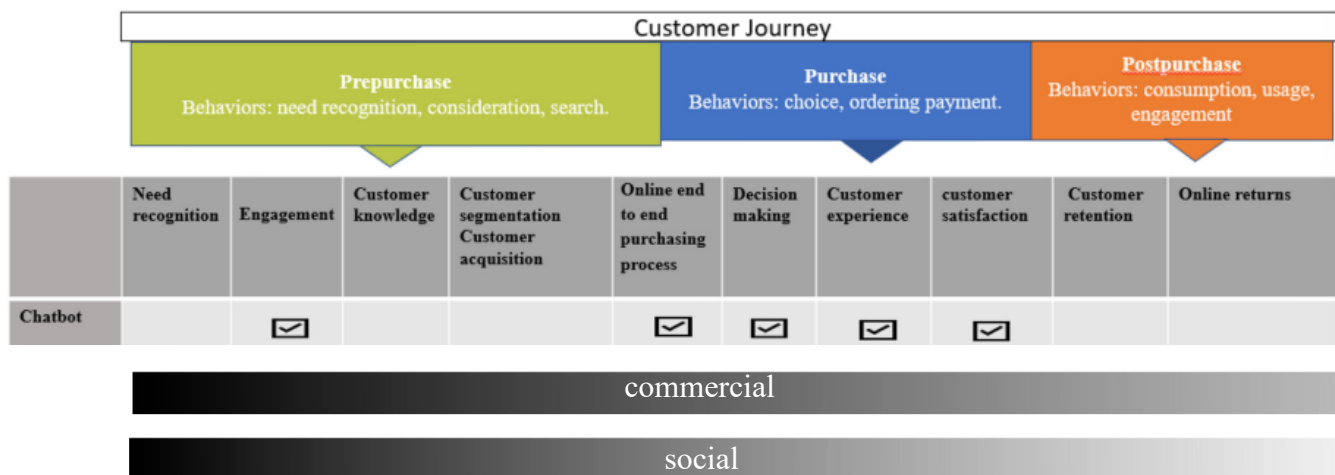 Customer Journey
Prepurchase
Behaviors: need recognition, consideration, search.
Purchase
Behaviors: choice, ordering payment.
Postpurchase
Behaviors: consumption, usage,
engagement
Need
recognition
Engagement
Customer
knowledge
Customer
segmentation
Customer
acquisition
Online end
to end
purchasing
process
Decision
making
Customer
experience
customer
satisfaction
Customer
retention
Online returns
Chatbot
commercial
social